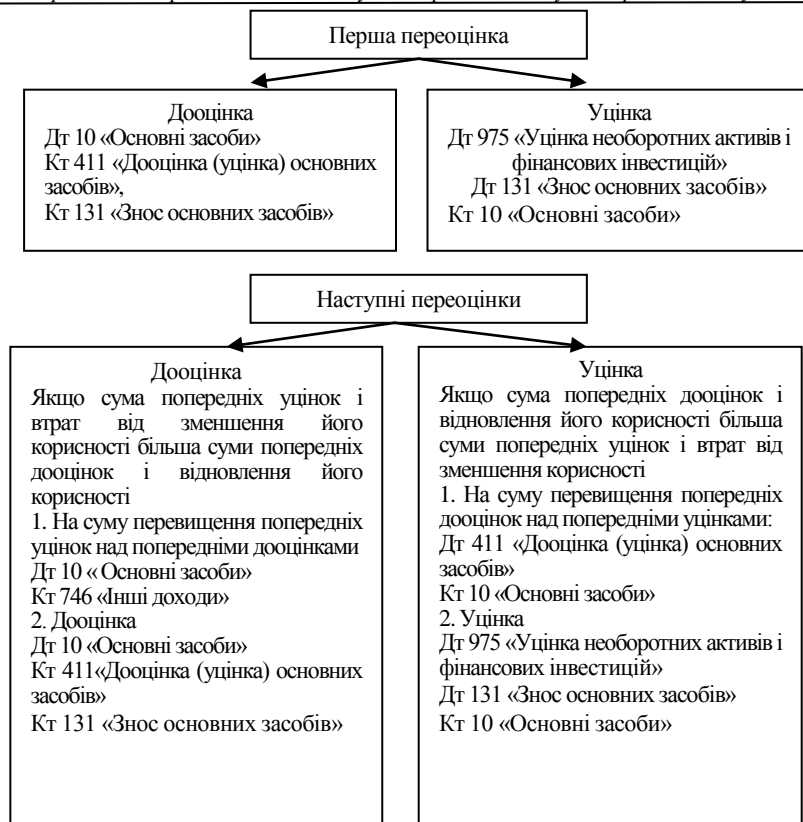 Перша переоцінка
Дооцінка
Дт 10 «Основні засоби»
Кт 411 «Дооцінка (уцінка) основних
засобів»,
Кт 131 «Знос основних засобів»
Уцінка
Дт 975 «Уцінка необоротних активів і
фінансових інвестицій»
Дт 131 «Знос основних засобів»
Кт 10 «Основні засоби»
Наступні переоцінки
Дооцінка
Якщо сума попередніх уцінок і
втрат від зменшення його
корисності більша суми попередніх
дооцінок і відновлення його
корисності
1. На суму перевищення попередніх
уцінок над попередніми дооцінками
Дт 10 « Основні засоби»
Кт 746 «Інші доходи»
2. Дооцінка
Дт 10 «Основні засоби»
Кт 411«Дооцінка (уцінка) основних
засобів»
Кт 131 «Знос основних засобів»
Уцінка
Якщо сума попередніх дооцінок і
відновлення його корисності більша
суми попередніх уцінок і втрат від
зменшення корисності
1. На суму перевищення попередніх
дооцінок над попередніми уцінками:
Дт 411 «Дооцінка (уцінка) основних
засобів»
Кт 10 «Основні засоби»
2. Уцінка
Дт 975 «Уцінка необоротних активів і
фінансових інвестицій»
Дт 131 «Знос основних засобів»
Кт 10 «Основні засоби»